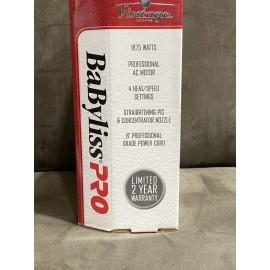 Vintage
1875 WATTS
PROFESSIONAL
AC MOTOR
4 HEAT/SPEED
SETTINGS
STRAIGHTENING PIC
& CONCENTRATOR NOZZLE
8' PROFESSIONAL
GRADE POWER CORD
BaBylissPRO
LIMITED
2 YEAR
WARRANTY